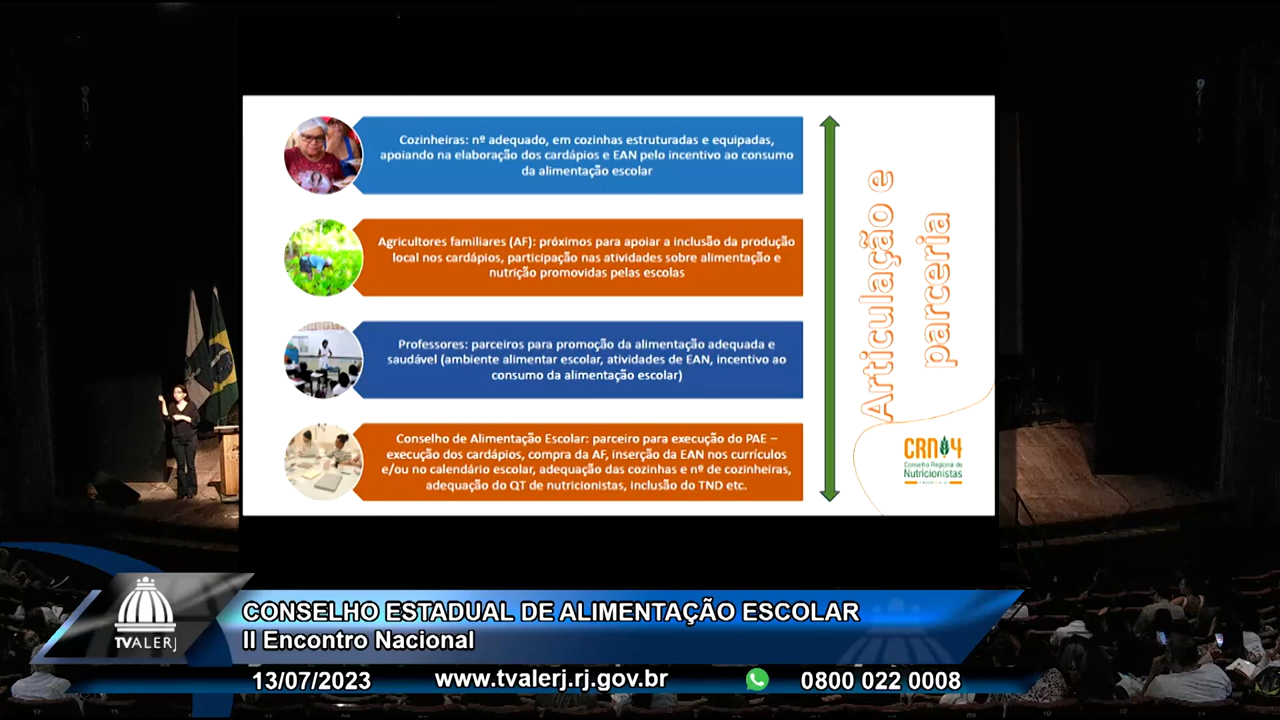 Cozinheiras: nº adequado, em cozinhas estruturadas e equipadas,
apoiando na elaboração dos cardápios e EAN pelo incentivo ao consumo
da alimentação escolar
Agricultores familiares (AF): próximos para apoiar a inclusão da produção
local nos cardápios, participação nas atividades sobre alimentação e
nutrição promovidas pelas escolas
Professores: parceiros para promoção da alimentação adequada e
saudável (ambiente alimentar escolar, atividades de EAN, incentivo ao
consumo da alimentação escolar)
Conselho de Alimentação Escolar: parceiro para execução do PAE –
execução dos cardápios, compra da AF, inserção da EAN nos currículos
e/ou no calendário escolar, adequação das cozinhas e nº de cozinheiras,
adequação do QT de nutricionistas, inclusão do TND etc.
Articulação e
parceria
CRN4
Conselho Regional de
Nutricionistas
TVALERJ
CONSELHO ESTADUAL DE ALIMENTAÇÃO ESCOLAR
II Encontro Nacional
13/07/2023
www.tvalerj.rj.gov.br
0800 022 0008